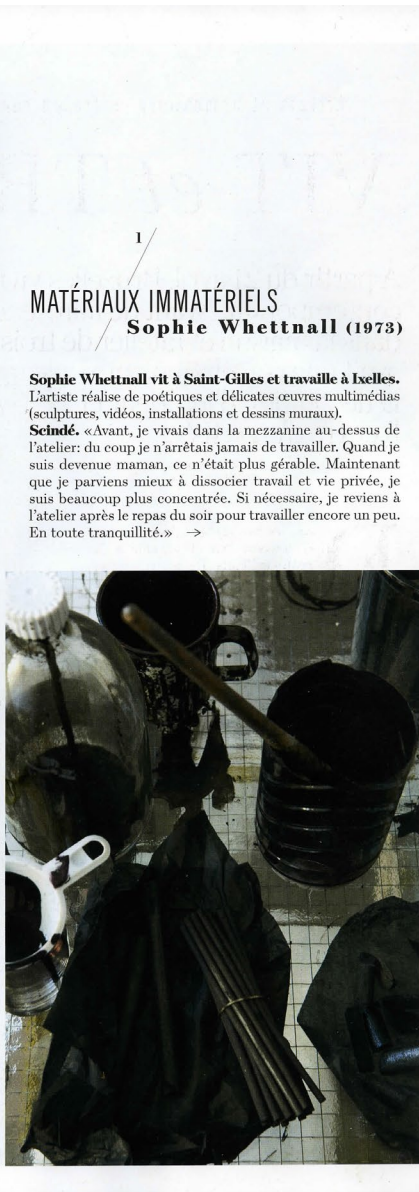 1
MATÉRIAUX IMMATÉRIELS
Sophie Whettnall (1973)
Sophie Whettnall vit à Saint-Gilles et travaille à Ixelles.
L'artiste réalise de poétiques et délicates œuvres multimédias
(sculptures, vidéos, installations et dessins muraux).
Scindé. «Avant, je vivais dans la mezzanine au-dessus de
l'atelier: du coup je n'arrêtais jamais de travailler. Quand je
suis devenue maman, ce n'était plus gérable. Maintenant
que je parviens mieux à dissocier travail et vie privée, je
suis beaucoup plus concentrée. Si nécessaire, je reviens à
l'atelier après le repas du soir pour travailler encore un peu.
En toute tranquillité.» →